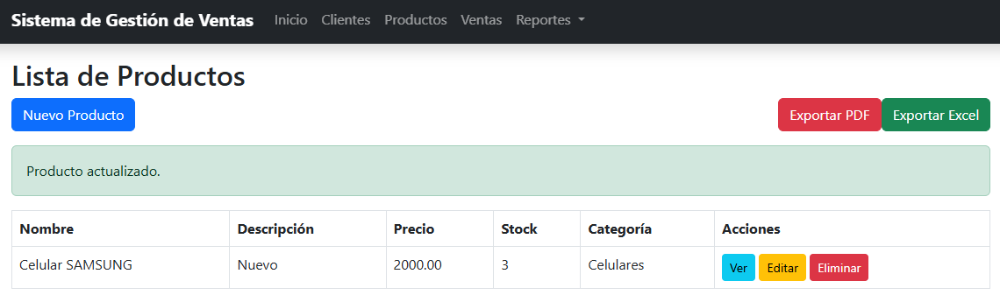 Sistema de Gestión de Ventas Inicio Clientes Productos Ventas Reportes
Lista de Productos
Nuevo Producto Exportar PDF Exportar Excel
Producto actualizado.
Nombre Descripción Precio Stock Categoría Acciones
Celular SAMSUNG Nuevo 2000.00 3 Celulares Ver Editar Eliminar